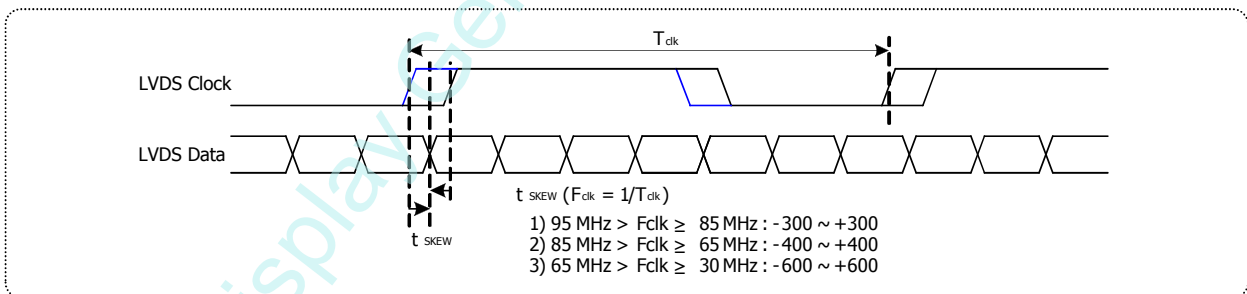 Tclk
LVDS Clock
LVDS Data
t SKEW (Fclk = 1/Tclk)
1) 95 MHz > Fclk ≥ 85 MHz : -300 ~ +300
t SKEW
2) 85 MHz > Fclk ≥ 65 MHz : -400 ~ +400
3) 65 MHz > Fclk ≥ 30 MHz : -600 ~ +600